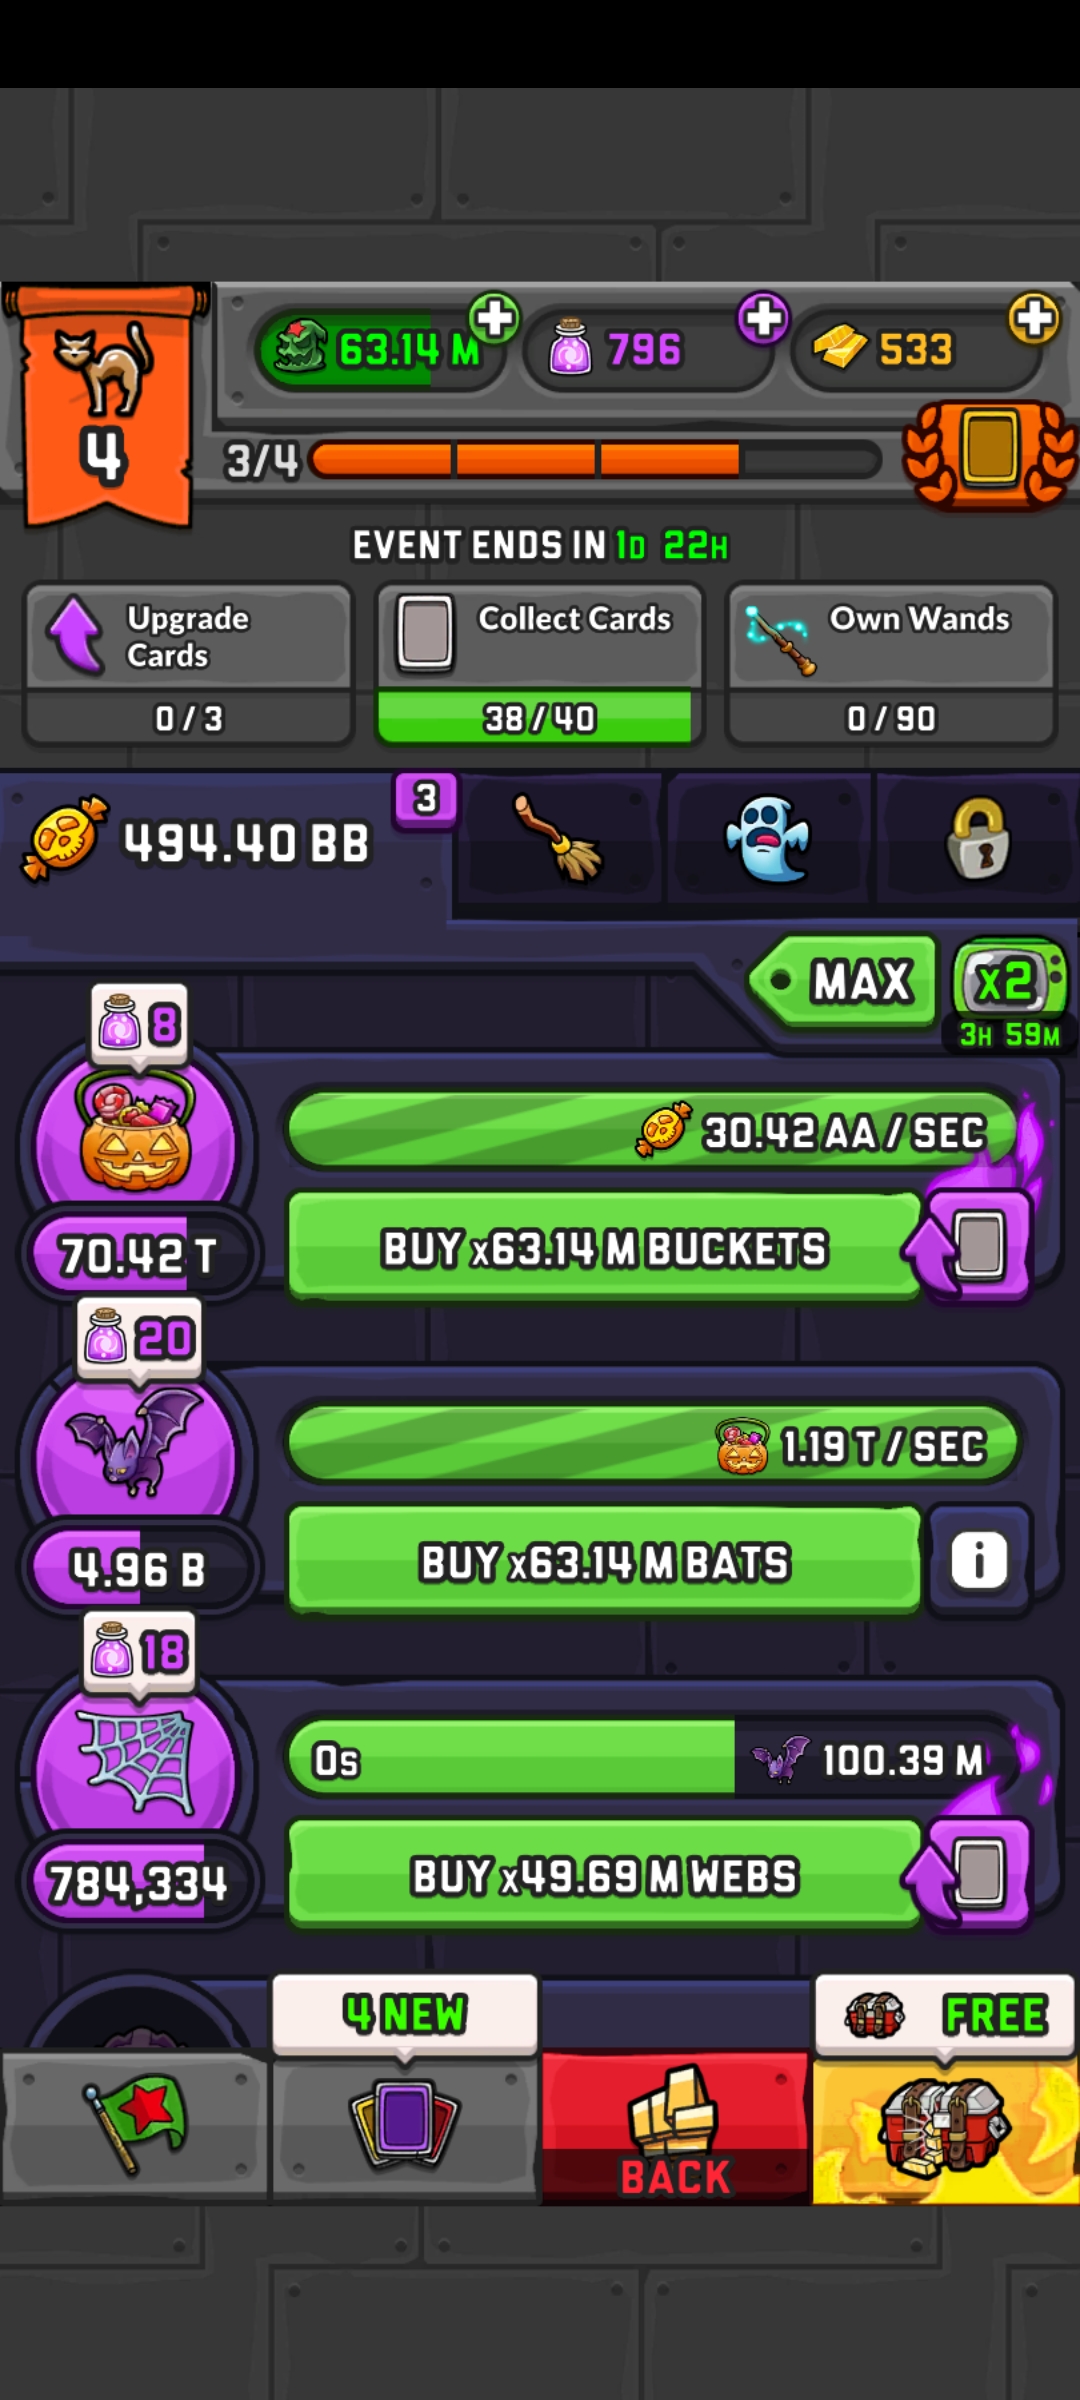 63.14 M
796
533
4
3/4
EVENT ENDS IN 1D 22H
Upgrade
Cards
Collect Cards
Own Wands
0 / 3
38 / 40
0 / 90
494.40 BB
3
MAX
x2
3H 59M
8
30.42 AA / SEC
70.42 T
BUY x63.14 M BUCKETS
20
1.19 T / SEC
4.96 B
BUY x63.14 M BATS
i
18
0s
100.39 M
784,334
BUY x49.69 M WEBS
4 NEW
FREE
BACK